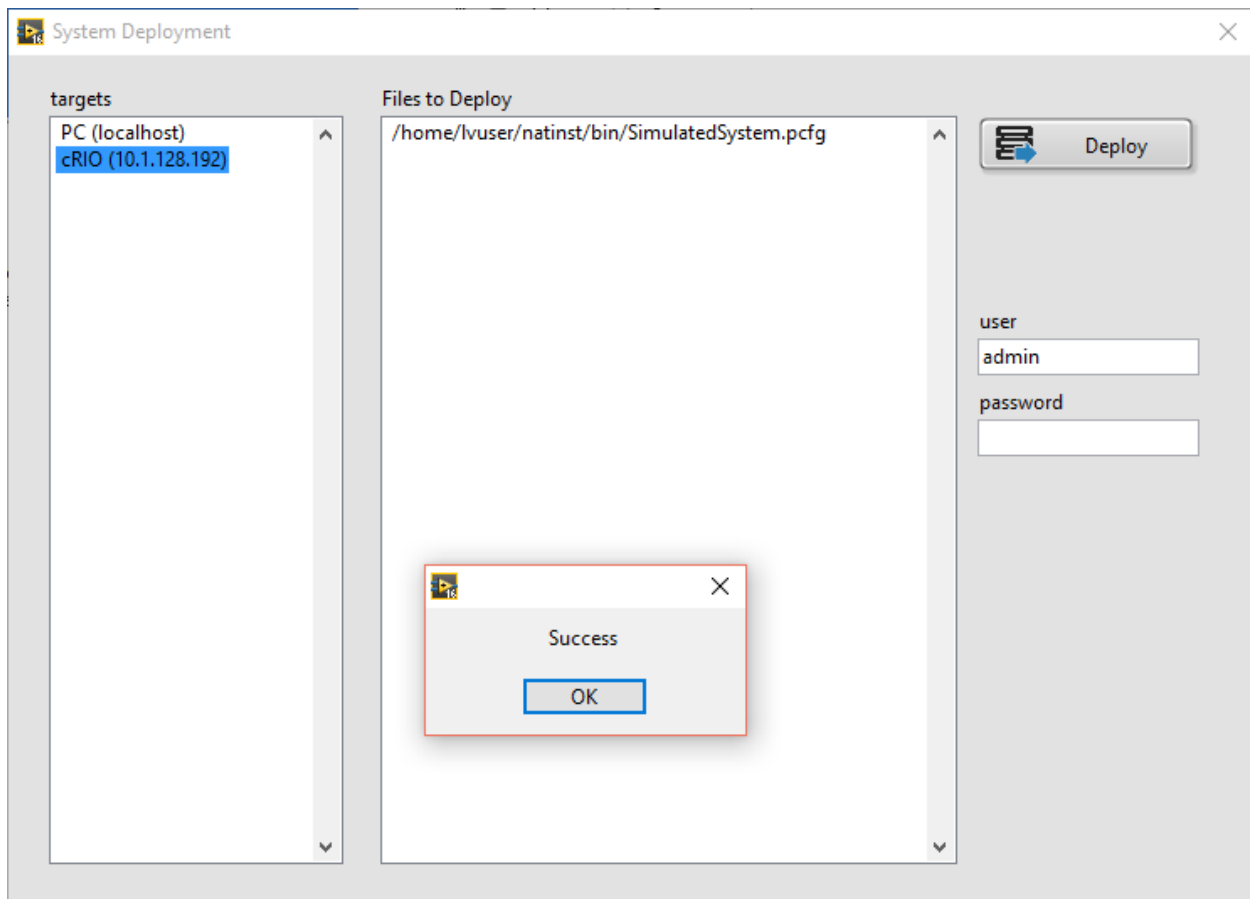 System Deployment
targets
PC (localhost)
cRIO (10.1.128.192)
Files to Deploy
/home/lvuser/natinst/bin/SimulatedSystem.pcfg
Deploy
user
admin
password
Success
OK